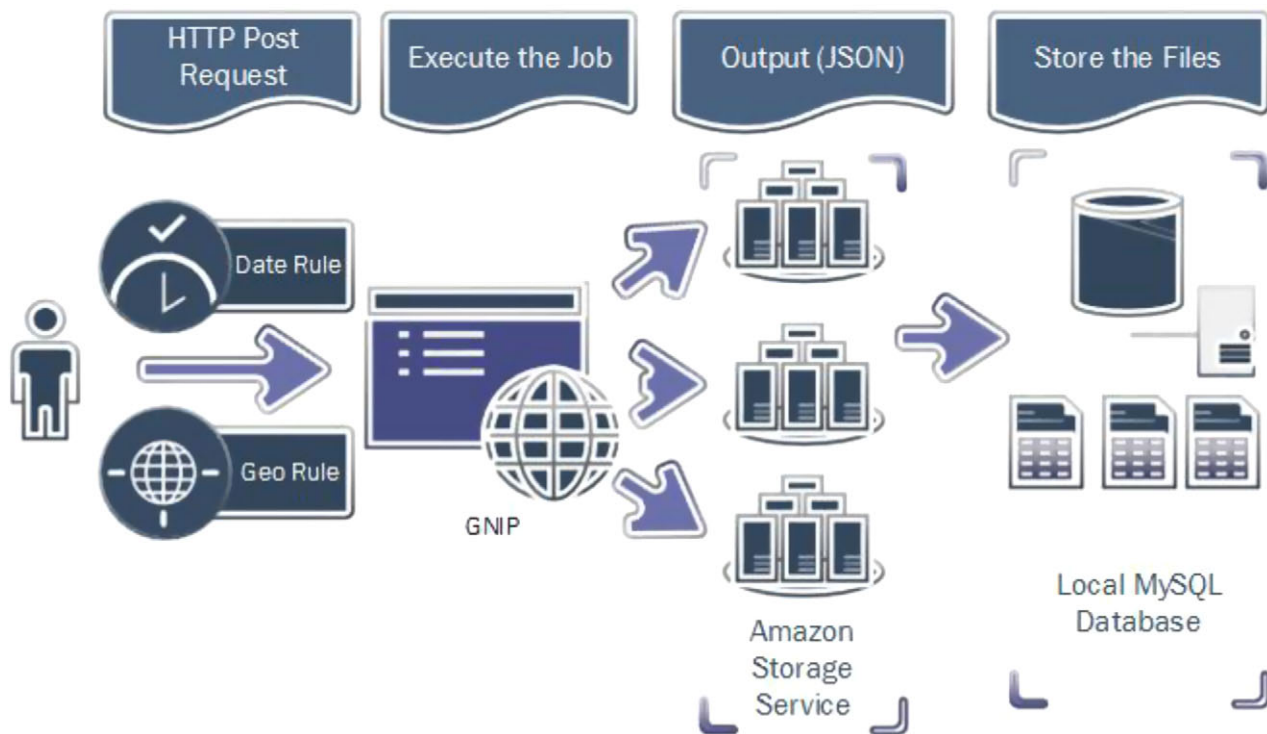 HTTP Post
Request
Execute the Job
Output (JSON)
Store the Files
Date Rule
Geo Rule
GNIP
Amazon
Storage
Service
Local MySQL
Database